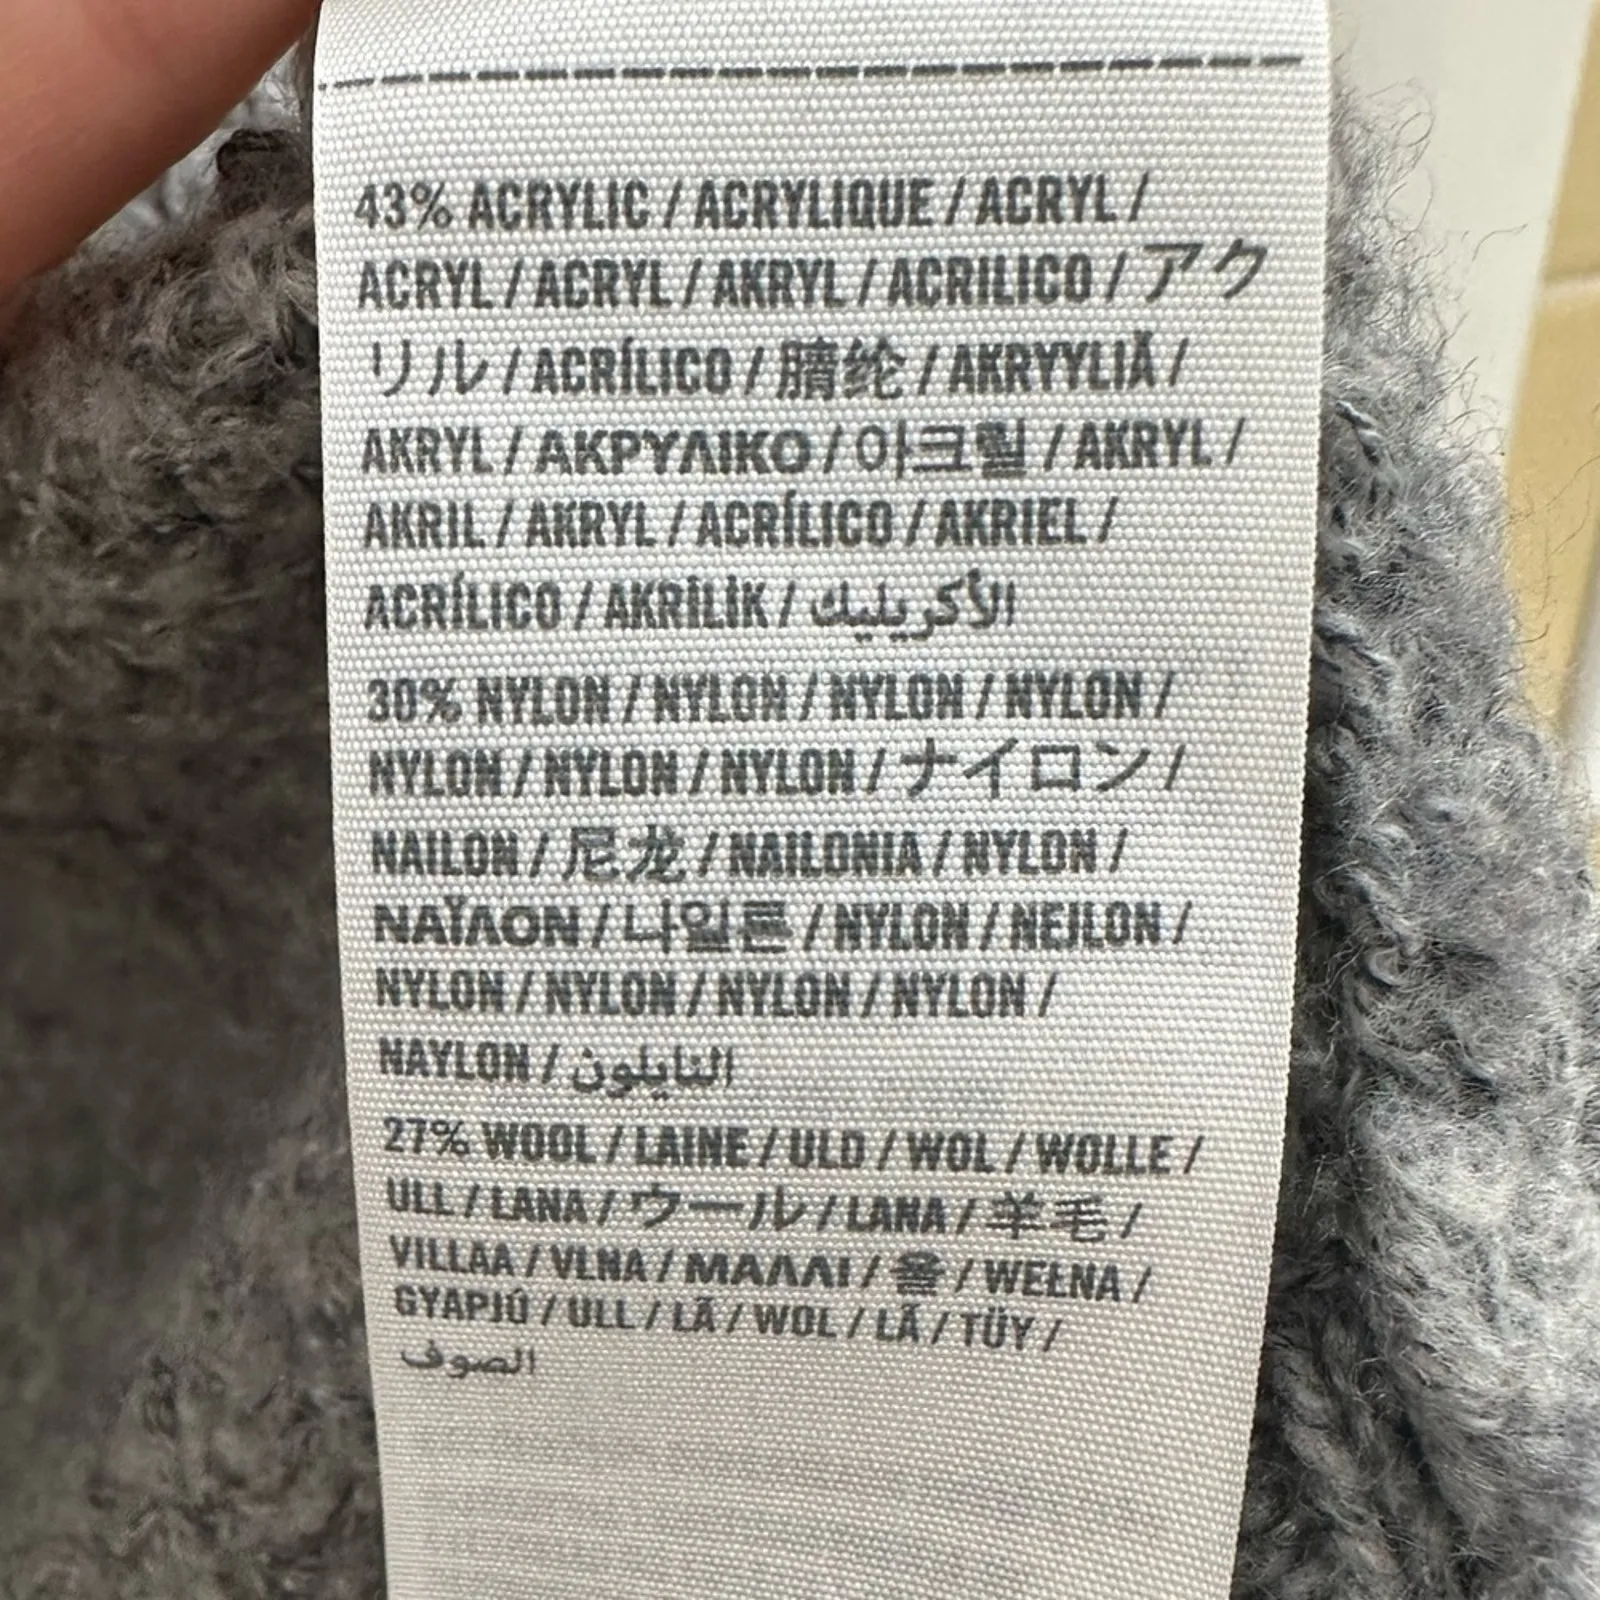 43% ACRYLIC / ACRYLIQUE / ACRYL /
ACRYL / ACRYL / AKRYL / ACRILICO / アク
リル / ACRÍLICO / 腈纶 / AKRYYLIÄ /
AKRYL / ΑΚΡΥΛΙΚΟ / 아크릴 / AKRYL /
AKRIL / AKRYL / ACRÍLICO / AKRIEL /
ACRÍLICO / AKRİLİK / الأكريليك
30% NYLON / NYLON / NYLON / NYLON /
NYLON / NYLON / NYLON / ナイロン /
NAILON / 尼龙 / NAILONIA / NYLON /
ΝΑΪΛΟΝ / 나일론 / NYLON / NEJLON /
NYLON / NYLON / NYLON / NYLON /
NAYLON / النايلون
27% WOOL / LAINE / ULD / WOL / WOLLE /
ULL / LANA / ウール / LANA / 羊毛 /
VILLAA / VLNA / ΜΑΛΛΙ / 울 / WEŁNA /
GYAPJÚ / ULL / LÃ / WOL / LÃ / TÜY /
الصوف